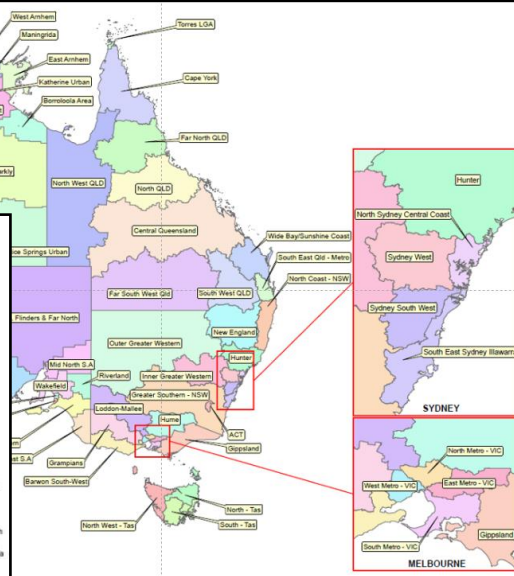 West Arnhem
Maningrida
East Arnhem
Katherine Urban
Borroloola Area
Torres LGA
Cape York
Far North QLD
North West QLD
North QLD
Central Queensland
Wide Bay/Sunshine Coast
South East Qld - Metro
North Coast - NSW
Far South West Qld
South West QLD
New England
Flinders & Far North
Outer Greater Western
Hunter
Mid North S.A
Riverland
Inner Greater Western
Wakefield
Greater Southern - NSW
Loddon-Mallee
Hume
ACT
Gippsland
Grampians
Barwon South-West
North - Tas
North West - Tas
South - Tas
Hunter
North Sydney Central Coast
Sydney West
Sydney South West
South East Sydney Illawarra
SYDNEY
North Metro - VIC
West Metro - VIC
East Metro - VIC
Gippsland
South Metro - VIC
MELBOURNE